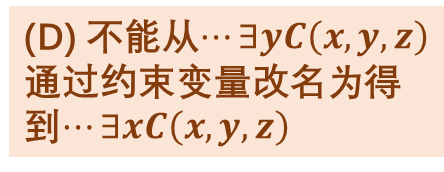 (D) 不能从⋯ ∃yC(x, y, z)
通过约束变量改名为得
到⋯ ∃xC(x, y, z)